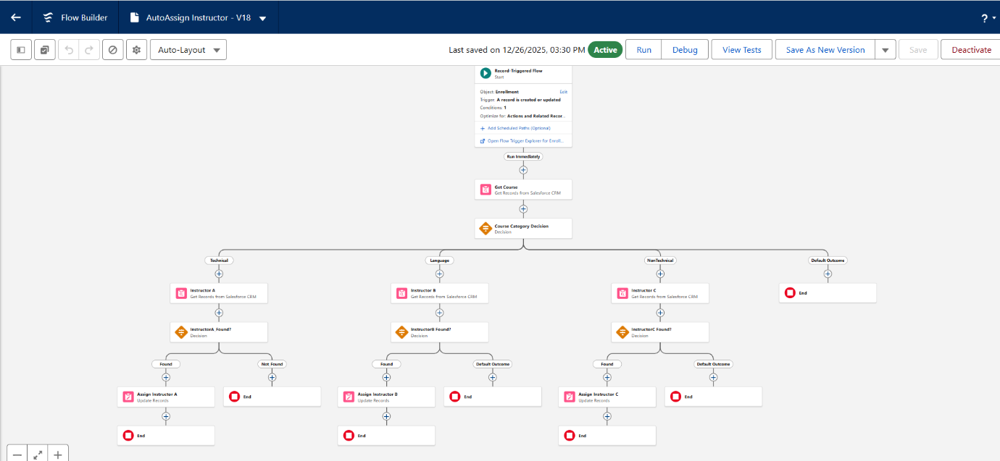 Flow Builder
AutoAssign Instructor - V18
?
Auto-Layout
Last saved on 12/26/2025, 03:30 PM
Active
Run
Debug
View Tests
Save As New Version
Save
Deactivate
Record-Triggered Flow
Start
Object: Enrollment
Edit
Trigger: A record is created or updated
Conditions: 1
Optimize for: Actions and Related Recor...
Add Scheduled Paths (Optional)
Open Flow Trigger Explorer for Enroll...
Run Immediately
Get Course
Get Records from Salesforce CRM
Course Category Decision
Decision
Technical
Language
NonTechnical
Default Outcome
Instructor A
Get Records from Salesforce CRM
Instructor B
Get Records from Salesforce CRM
Instructor C
Get Records from Salesforce CRM
End
InstructorA_Found?
Decision
InstructorB Found?
Decision
InstructorC Found?
Decision
Found
Not_Found
Found
Default Outcome
Found
Default Outcome
Assign Instructor A
Update Records
End
Assign Instructor B
Update Records
End
Assign Instructor C
Update Records
End
End
End
End